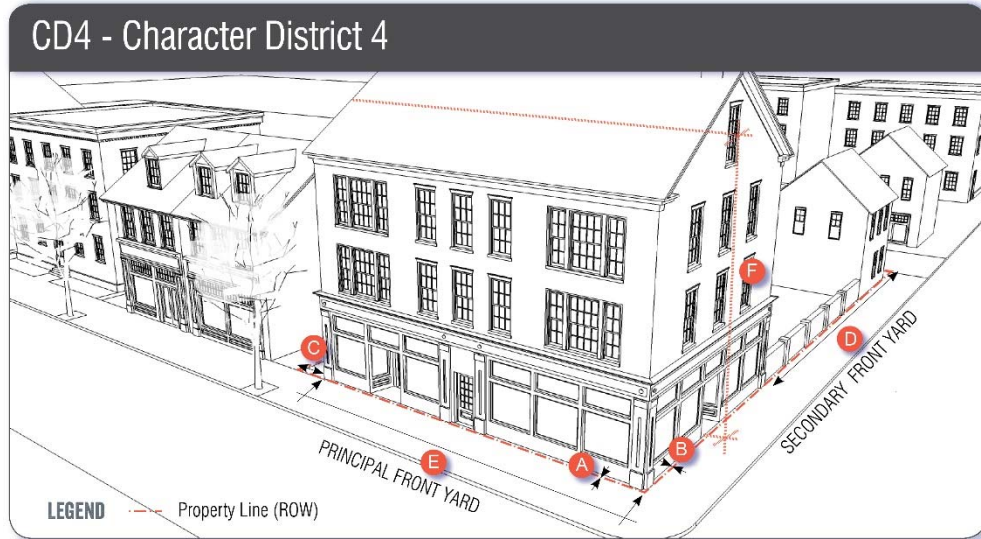 CD4 - Character District 4
F
C
D
SECONDARY FRONT YARD
B
A
E
PRINCIPAL FRONT YARD
LEGEND Property Line (ROW)